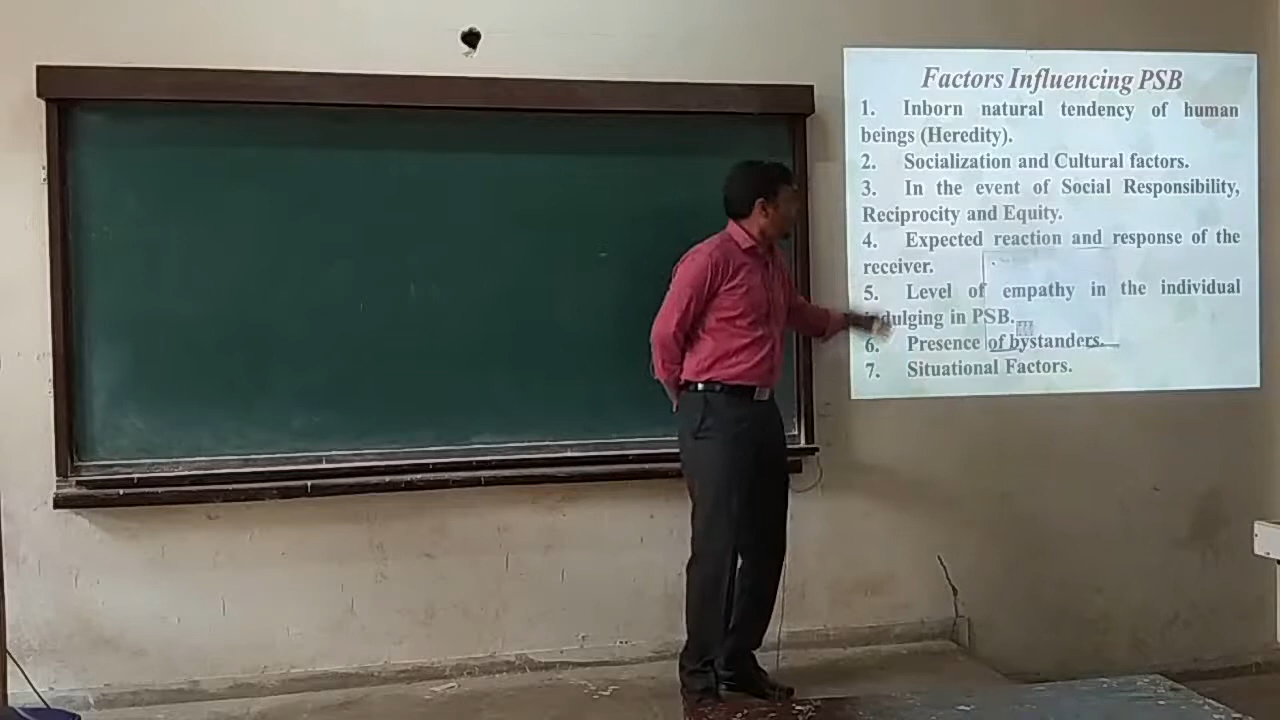 Factors Influencing PSB
1. Inborn natural tendency of human
beings (Heredity).
2. Socialization and Cultural factors.
3. In the event of Social Responsibility,
Reciprocity and Equity.
4. Expected reaction and response of the
receiver.
5. Level of empathy in the individual
indulging in PSB.
6. Presence of bystanders.
7. Situational Factors.